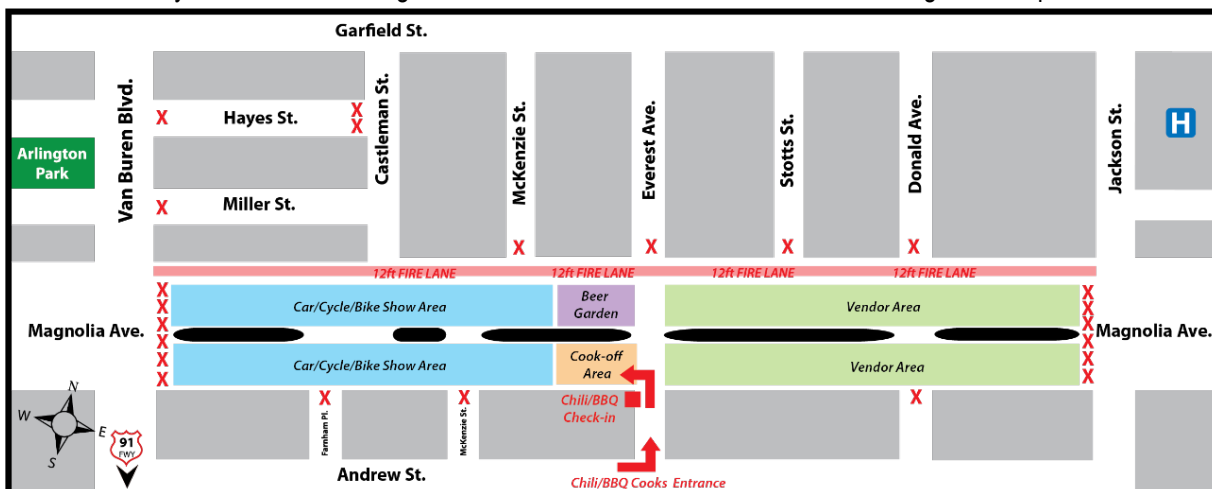 Garfield St.
Van Buren Blvd.
Hayes St.
X
X
X
Castleman St.
McKenzie St.
Everest Ave.
Stotts St.
Donald Ave.
Jackson St.
H
Arlington
Park
Miller St.
X
X
X
X
X
12ft FIRE LANE
12ft FIRE LANE
12ft FIRE LANE
12ft FIRE LANE
Car/Cycle/Bike Show Area
Beer
Garden
Vendor Area
Magnolia Ave.
X
X
X
X
X
X
X
X
X
X
X
X
Magnolia Ave.
Car/Cycle/Bike Show Area
Cook-off
Area
Vendor Area
X
X
X
Chili/BBQ
Check-in
Farnham Pl.
McKenzie St.
N
W
E
S
91
FWY
Andrew St.
Chili/BBQ Cooks Entrance